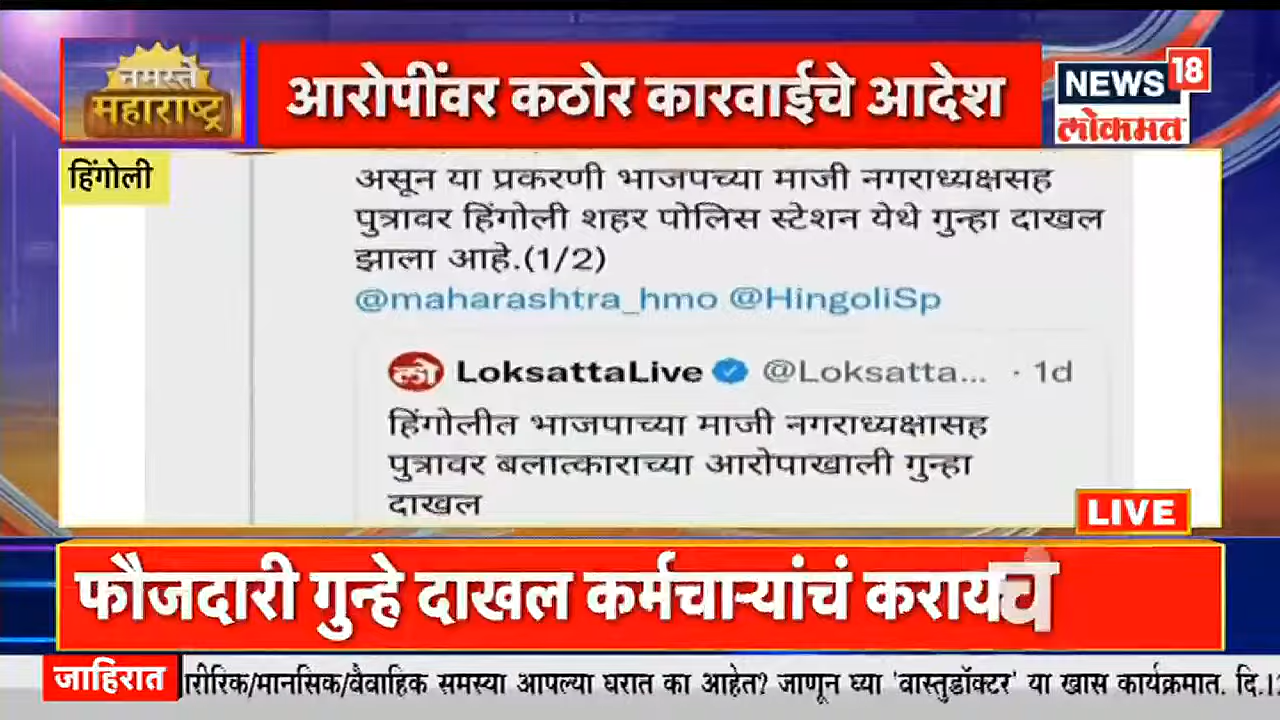 नमस्ते
महाराष्ट्र
आरोपींवर कठोर कारवाईचे आदेश
NEWS 18
लोकमत
हिंगोली
असून या प्रकरणी भाजपच्या माजी नगराध्यक्षसह
पुत्रावर हिंगोली शहर पोलिस स्टेशन येथे गुन्हा दाखल
झाला आहे.(1/2)
@maharashtra_hmo @HingoliSp
लो LoksattaLive @Loksatta... · 1d
हिंगोलीत भाजपाच्या माजी नगराध्यक्षासह
पुत्रावर बलात्काराच्या आरोपाखाली गुन्हा
दाखल
LIVE
फौजदारी गुन्हे दाखल कर्मचाऱ्यांचं करायचं
जाहिरात
रीरिक/मानसिक/वैवाहिक समस्या आपल्या घरात का आहेत? जाणून घ्या 'वास्तुडॉक्टर' या खास कार्यक्रमात. दि.